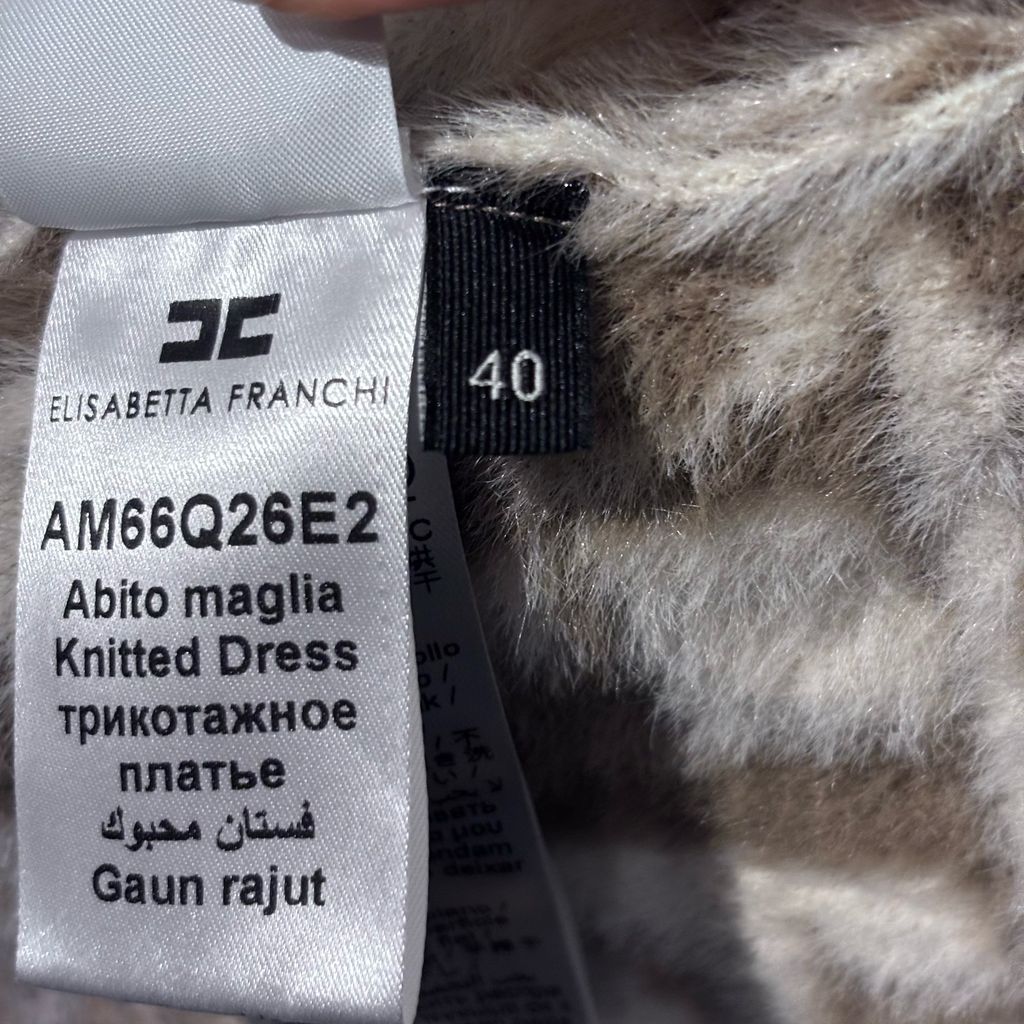 ELISABETTA FRANCHI
40
AM66Q26E2
Abito maglia
Knitted Dress
трикотажное
платье
فستان محبوك
Gaun rajut